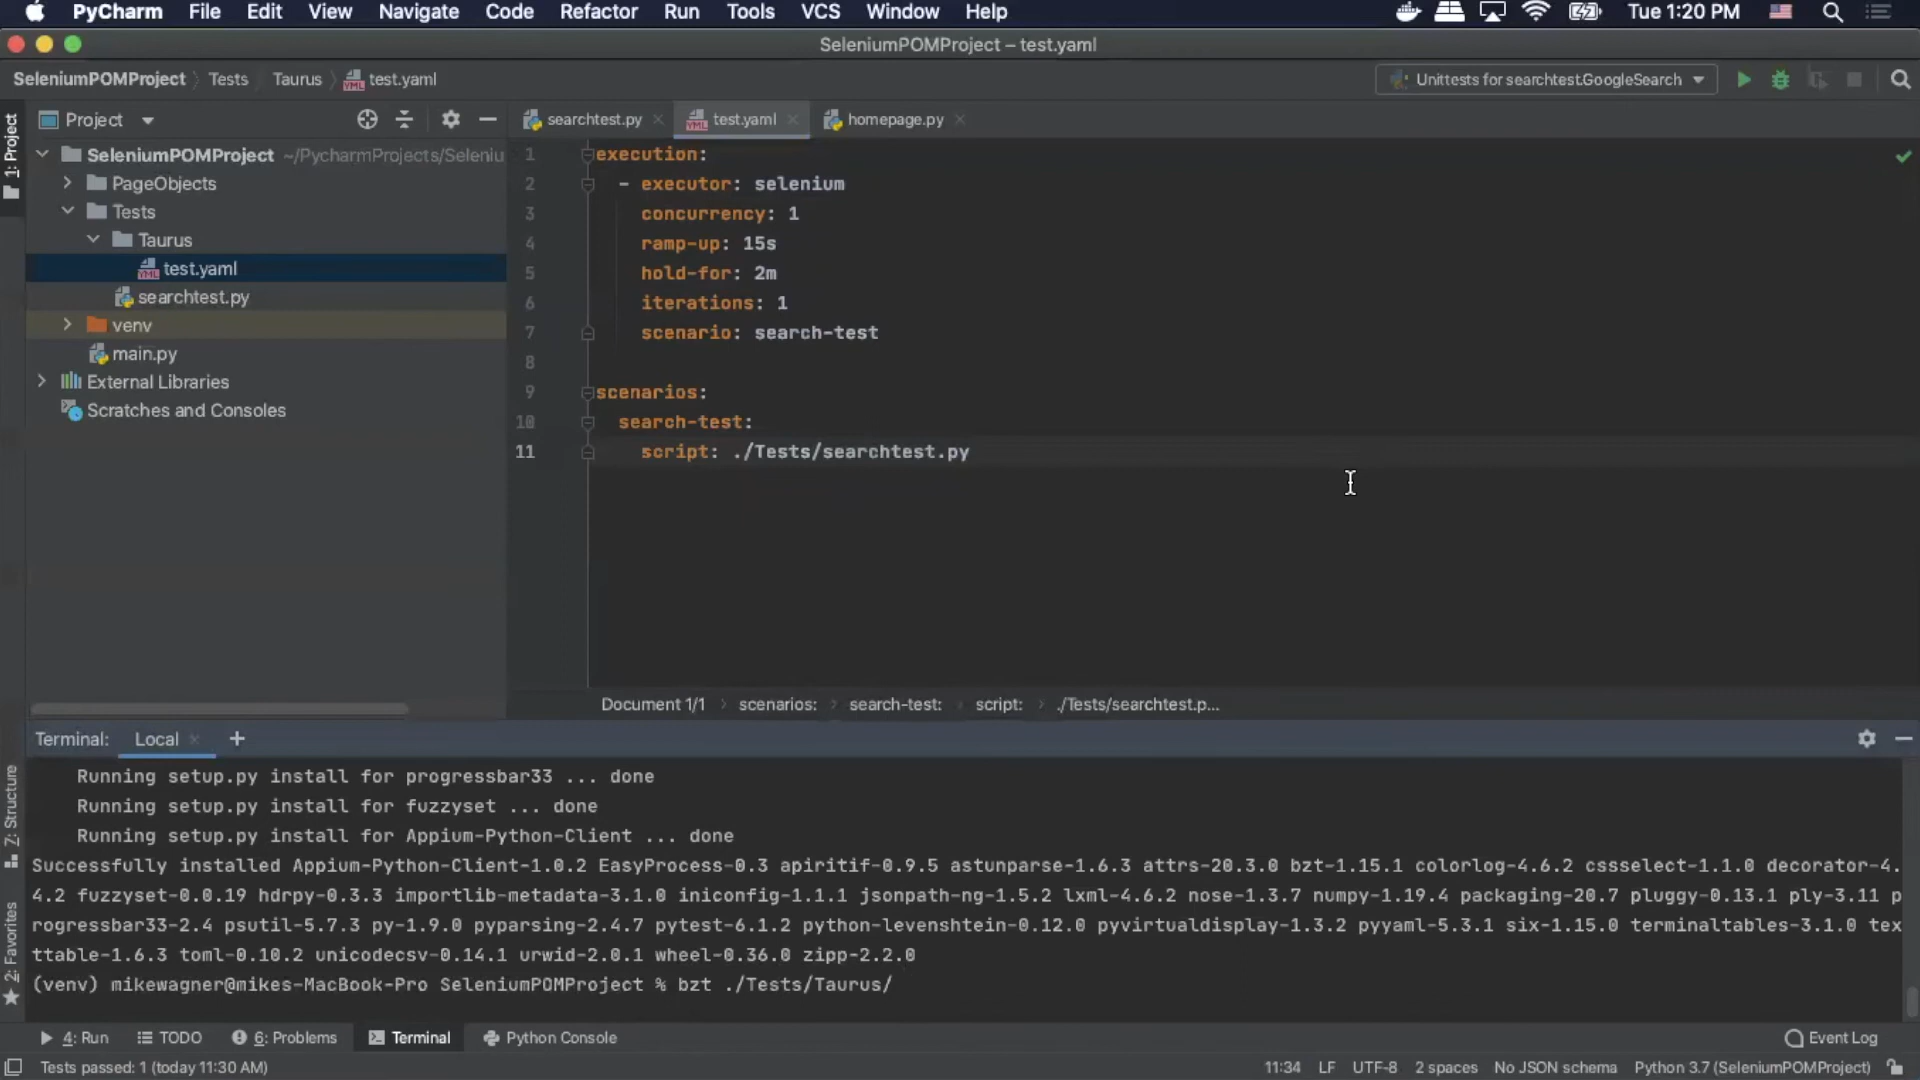 PyCharm File Edit View Navigate Code Refactor Run Tools VCS Window Help Tue 1:20 PM
SeleniumPOMProject – test.yaml
SeleniumPOMProject Tests Taurus test.yaml Unittests for searchtest.GoogleSearch
1: Project
Project
searchtest.py test.yaml homepage.py
SeleniumPOMProject ~/PycharmProjects/Seleniu
PageObjects
Tests
Taurus
test.yaml
searchtest.py
venv
main.py
External Libraries
Scratches and Consoles
1 execution:
2 - executor: selenium
3 concurrency: 1
4 ramp-up: 15s
5 hold-for: 2m
6 iterations: 1
7 scenario: search-test
8
9 scenarios:
10 search-test:
11 script: ./Tests/searchtest.py
Document 1/1 scenarios: search-test: script: ./Tests/searchtest.p...
Terminal: Local +
Z: Structure
2: Favorites
Running setup.py install for progressbar33 ... done
Running setup.py install for fuzzyset ... done
Running setup.py install for Appium-Python-Client ... done
Successfully installed Appium-Python-Client-1.0.2 EasyProcess-0.3 apiritif-0.9.5 astunparse-1.6.3 attrs-20.3.0 bzt-1.15.1 colorlog-4.6.2 cssselect-1.1.0 decorator-4.
4.2 fuzzyset-0.0.19 hdrpy-0.3.3 importlib-metadata-3.1.0 iniconfig-1.1.1 jsonpath-ng-1.5.2 lxml-4.6.2 nose-1.3.7 numpy-1.19.4 packaging-20.7 pluggy-0.13.1 ply-3.11 p
rogressbar33-2.4 psutil-5.7.3 py-1.9.0 pyparsing-2.4.7 pytest-6.1.2 python-levenshtein-0.12.0 pyvirtualdisplay-1.3.2 pyyaml-5.3.1 six-1.15.0 terminaltables-3.1.0 tex
ttable-1.6.3 toml-0.10.2 unicodecsv-0.14.1 urwid-2.0.1 wheel-0.36.0 zipp-2.2.0
(venv) mikewagner@mikes-MacBook-Pro SeleniumPOMProject % bzt ./Tests/Taurus/
4: Run TODO 6: Problems Terminal Python Console Event Log
Tests passed: 1 (today 11:30 AM) 11:34 LF UTF-8 2 spaces No JSON schema Python 3.7 (SeleniumPOMProject)